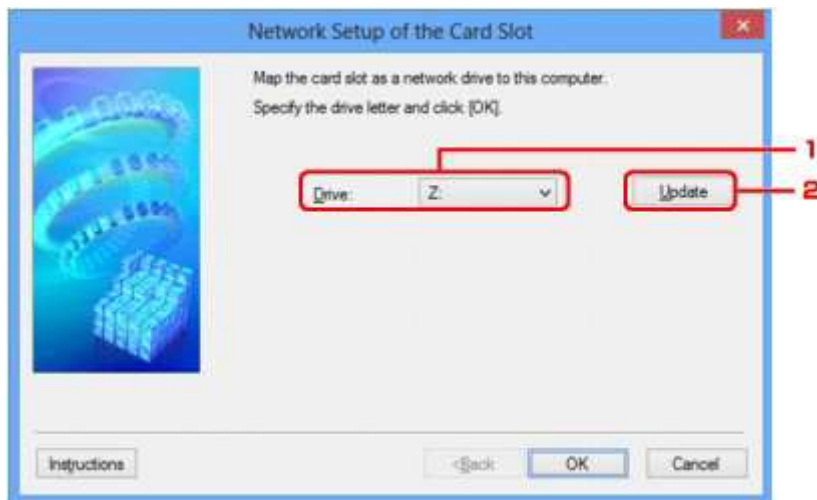 Network Setup of the Card Slot
Map the card slot as a network drive to this computer.
Specify the drive letter and click [OK].
1
Drive: Z: Update 2
Instructions <Back OK Cancel